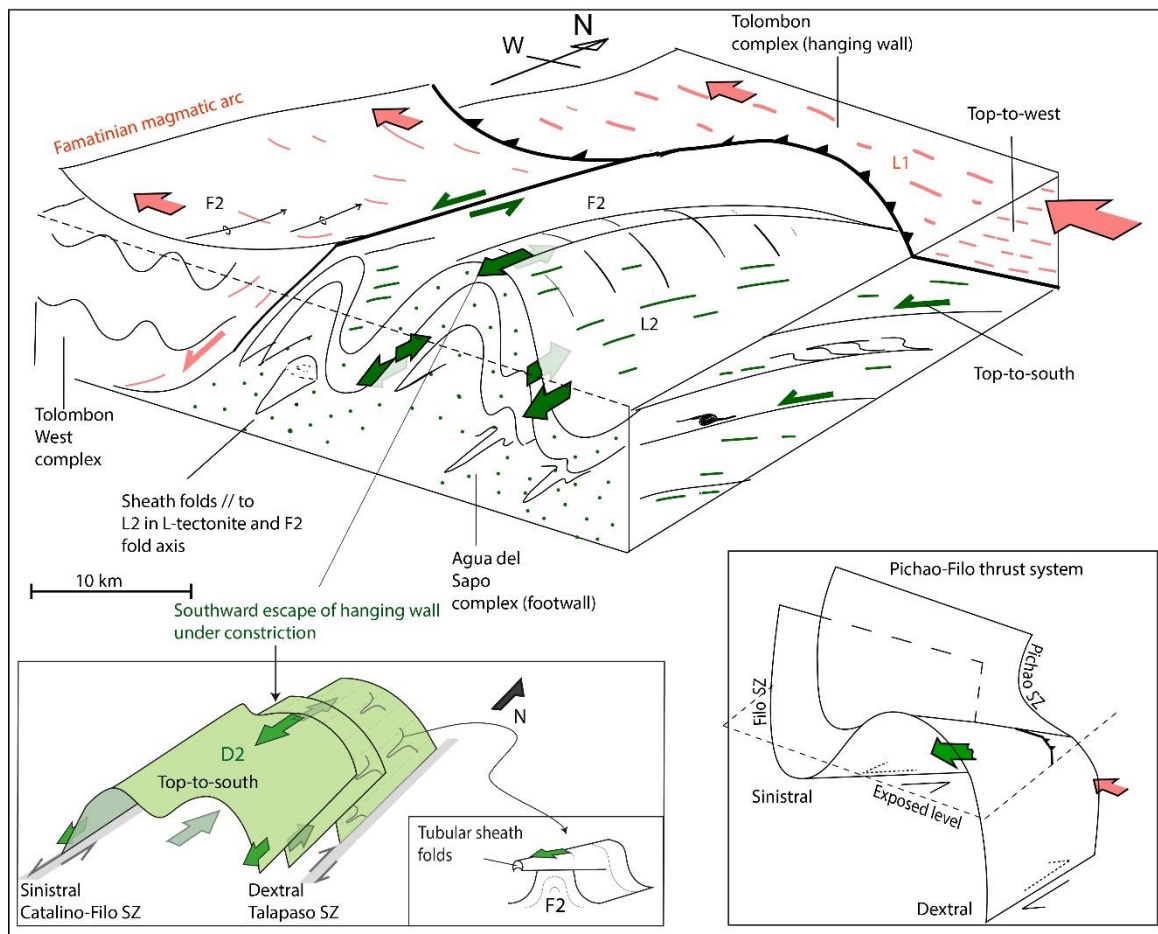 Tolombon
complex (hanging wall)
N
W
Famatinian magmatic arc
Top-to-west
L1
F2
F2
L2
Top-to-south
Tolombon
West
complex
Sheath folds // to
L2 in L-tectonite and F2
fold axis
Agua del
Sapo
complex (footwall)
10 km
Southward escape of hanging wall
under constriction
N
D2
Top-to-south
Sinistral
Catalino-Filo SZ
Dextral
Talapaso SZ
Tubular sheath
folds
F2
Pichao-Filo thrust system
Filo SZ
Pichao SZ
Sinistral
Exposed level
Dextral